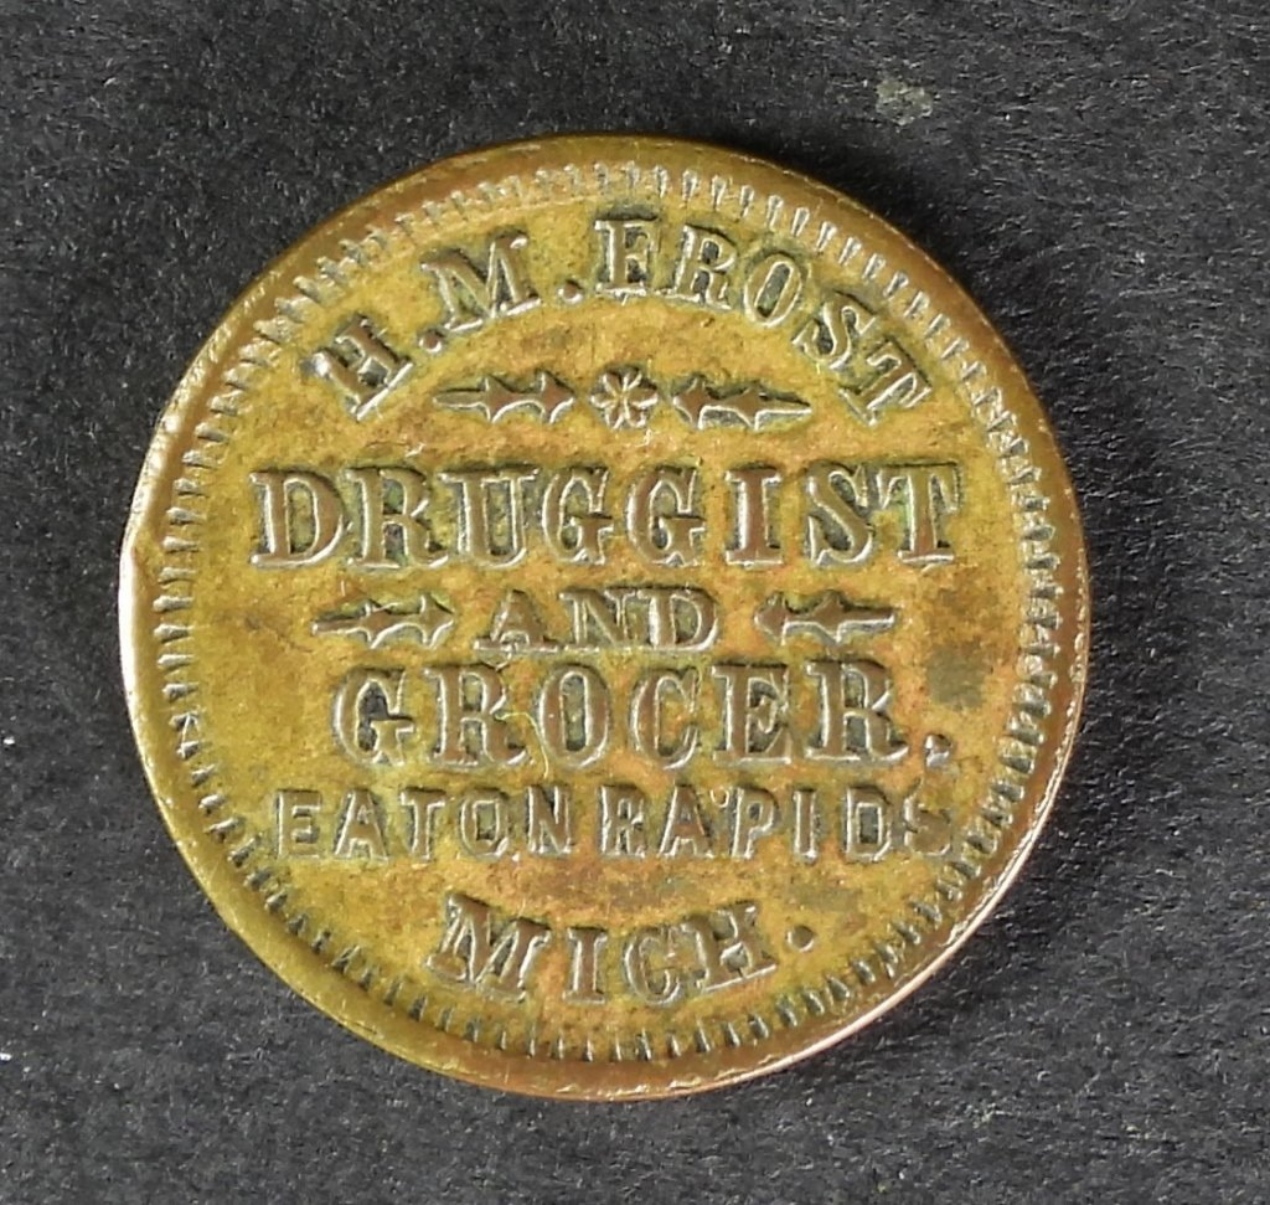 H. M. FROST
DRUGGIST
AND
GROCER.
EATON RAPIDS
MICH.